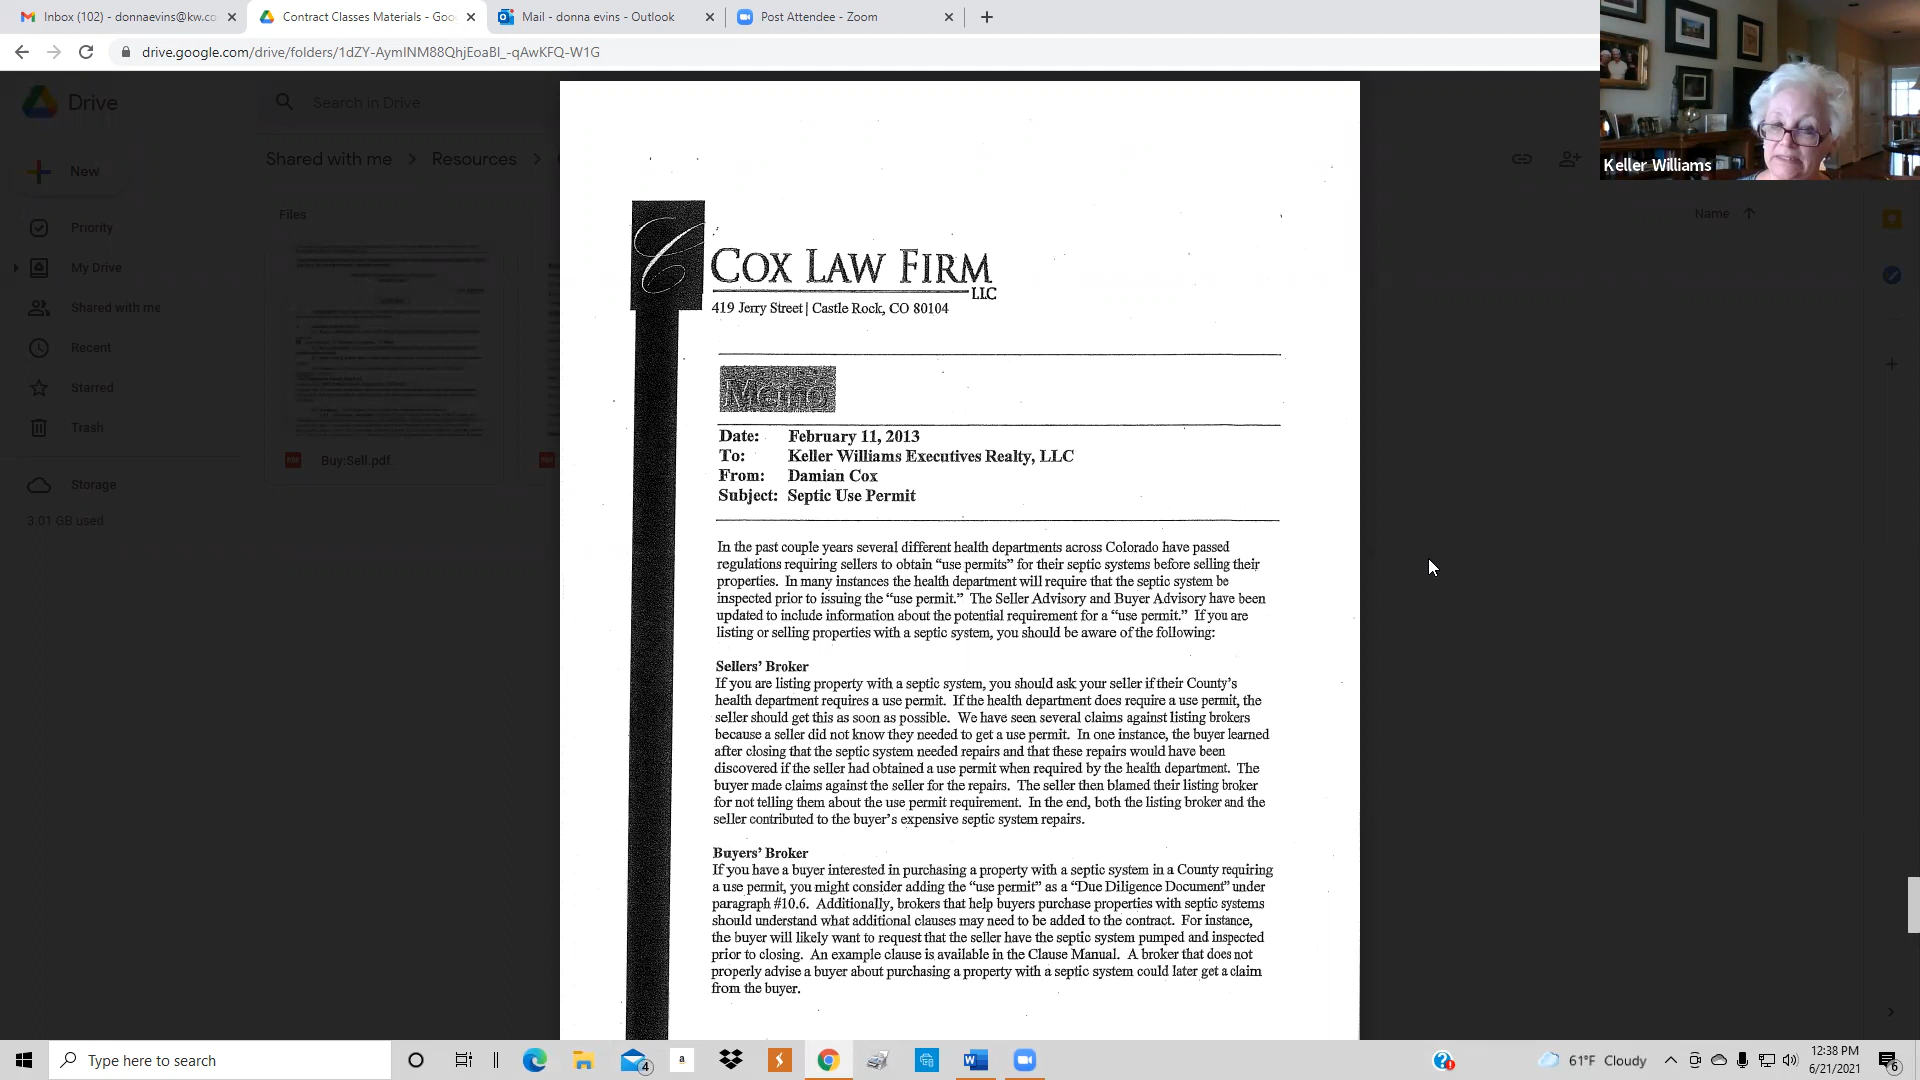 Inbox (102) - donnaevins@kw.co
Contract Classes Materials - Goo
Mail - donna evins - Outlook
Post Attendee - Zoom
drive.google.com/drive/folders/1dZY-AymINM88QhjEoaBI_-qAwKFQ-W1G
Keller Williams
Drive
Search in Drive
Shared with me > Resources >
New
Files
Name
Priority
My Drive
Shared with me
Recent
Starred
Trash
Storage
3.01 GB used
Buy:Sell.pdf
COX LAW FIRM
LLC
419 Jerry Street | Castle Rock, CO 80104
Memo
Date: February 11, 2013
To: Keller Williams Executives Realty, LLC
From: Damian Cox
Subject: Septic Use Permit
In the past couple years several different health departments across Colorado have passed
regulations requiring sellers to obtain “use permits” for their septic systems before selling their
properties. In many instances the health department will require that the septic system be
inspected prior to issuing the “use permit.” The Seller Advisory and Buyer Advisory have been
updated to include information about the potential requirement for a “use permit.” If you are
listing or selling properties with a septic system, you should be aware of the following:
Sellers’ Broker
If you are listing property with a septic system, you should ask your seller if their County’s
health department requires a use permit. If the health department does require a use permit, the
seller should get this as soon as possible. We have seen several claims against listing brokers
because a seller did not know they needed to get a use permit. In one instance, the buyer learned
after closing that the septic system needed repairs and that these repairs would have been
discovered if the seller had obtained a use permit when required by the health department. The
buyer made claims against the seller for the repairs. The seller then blamed their listing broker
for not telling them about the use permit requirement. In the end, both the listing broker and the
seller contributed to the buyer’s expensive septic system repairs.
Buyers’ Broker
If you have a buyer interested in purchasing a property with a septic system in a County requiring
a use permit, you might consider adding the “use permit” as a “Due Diligence Document” under
paragraph #10.6. Additionally, brokers that help buyers purchase properties with septic systems
should understand what additional clauses may need to be added to the contract. For instance,
the buyer will likely want to request that the seller have the septic system pumped and inspected
prior to closing. An example clause is available in the Clause Manual. A broker that does not
properly advise a buyer about purchasing a property with a septic system could later get a claim
from the buyer.
Type here to search
4
a
61°F Cloudy
12:38 PM
6/21/2021
6